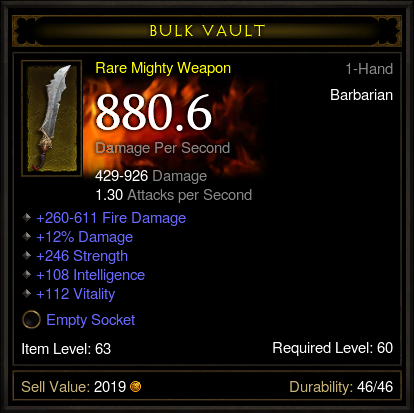 BULK VAULT
Rare Mighty Weapon
1-Hand
880.6
Barbarian
Damage Per Second
429-926 Damage
1.30 Attacks per Second
+260-611 Fire Damage
+12% Damage
+246 Strength
+108 Intelligence
+112 Vitality
Empty Socket
Item Level: 63
Required Level: 60
Sell Value: 2019
Durability: 46/46